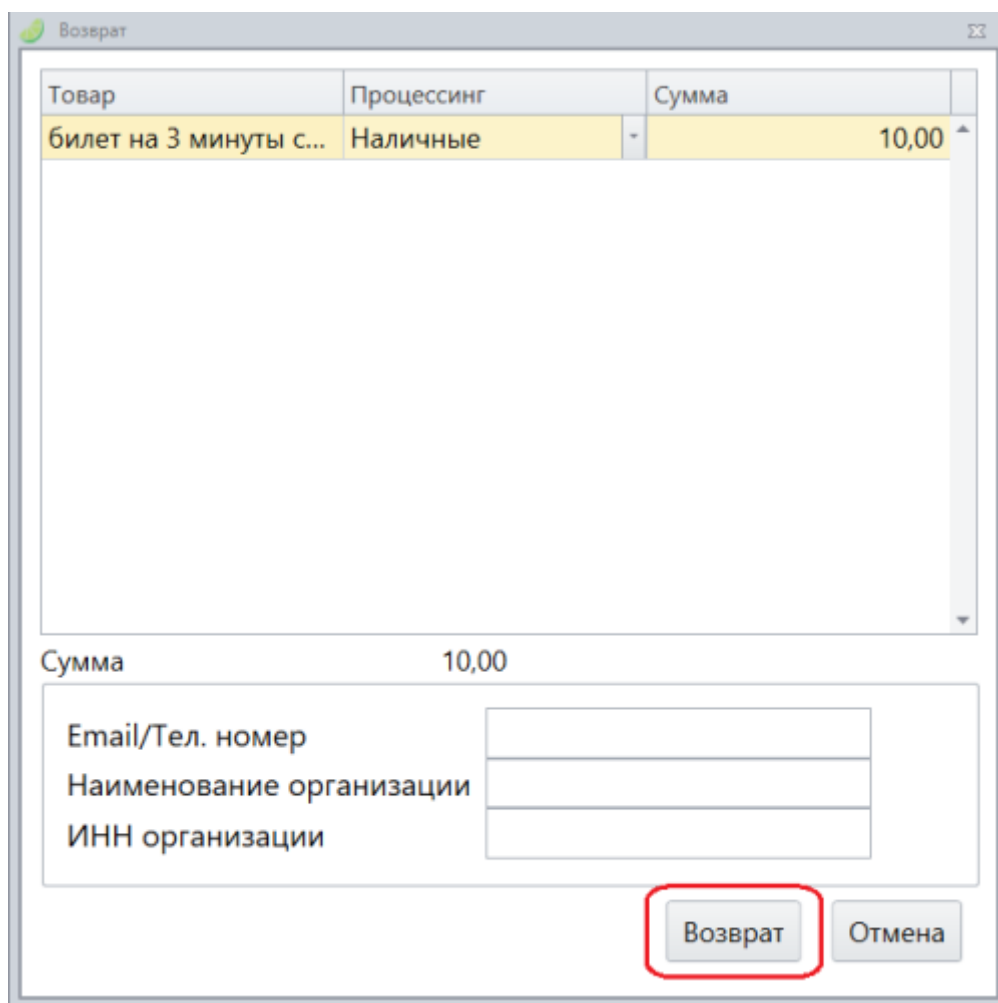 Возврат
Товар Процессинг Сумма
билет на 3 минуты с... Наличные 10,00
Сумма 10,00
Email/Тел. номер
Наименование организации
ИНН организации
Возврат Отмена